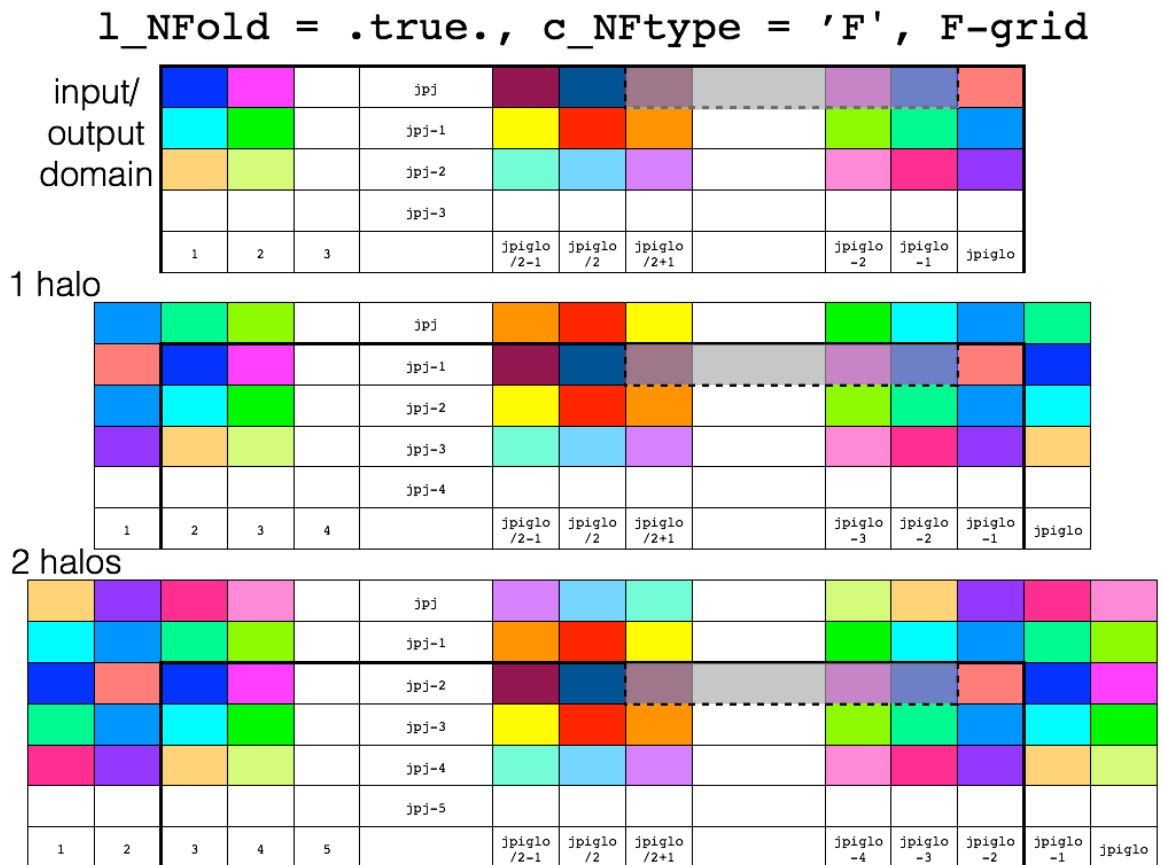 l_NFold = .true., c_NFtype = ’F', F-grid
input/
output
domain
jpj
jpj-1
jpj-2
jpj-3
1 2 3 jpiglo/2-1 jpiglo/2 jpiglo/2+1 jpiglo-2 jpiglo-1 jpiglo
1 halo
jpj
jpj-1
jpj-2
jpj-3
jpj-4
1 2 3 4 jpiglo/2-1 jpiglo/2 jpiglo/2+1 jpiglo-3 jpiglo-2 jpiglo-1 jpiglo
2 halos
jpj
jpj-1
jpj-2
jpj-3
jpj-4
jpj-5
1 2 3 4 5 jpiglo/2-1 jpiglo/2 jpiglo/2+1 jpiglo-4 jpiglo-3 jpiglo-2 jpiglo-1 jpiglo